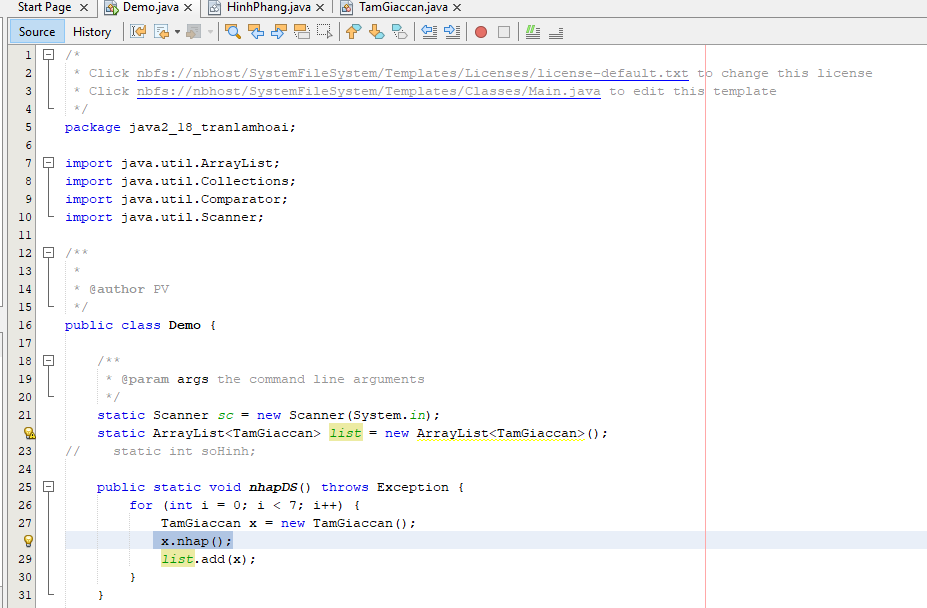 Start Page × Demo.java × HinhPhang.java × TamGiaccan.java ×
Source History
1 /*
2 * Click nbfs://nbhost/SystemFileSystem/Templates/Licenses/license-default.txt to change this license
3 * Click nbfs://nbhost/SystemFileSystem/Templates/Classes/Main.java to edit this template
4 */
5 package java2_18_tranlamhoai;
6
7 import java.util.ArrayList;
8 import java.util.Collections;
9 import java.util.Comparator;
10 import java.util.Scanner;
11
12 /**
13 *
14 * @author PV
15 */
16 public class Demo {
17
18 /**
19 * @param args the command line arguments
20 */
21 static Scanner sc = new Scanner(System.in);
static ArrayList<TamGiaccan> list = new ArrayList<TamGiaccan>();
23 // static int soHinh;
24
25 public static void nhapDS() throws Exception {
26 for (int i = 0; i < 7; i++) {
27 TamGiaccan x = new TamGiaccan();
x.nhap();
29 list.add(x);
30 }
31 }